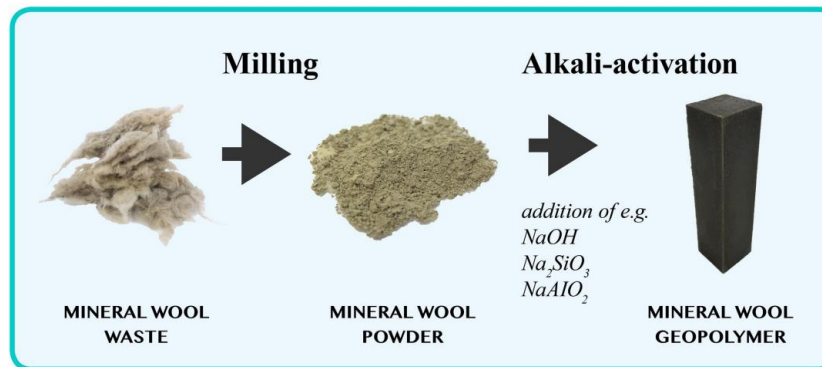 Milling
Alkali-activation
addition of e.g.
NaOH
Na₂SiO₃
NaAlO₂
MINERAL WOOL
WASTE
MINERAL WOOL
POWDER
MINERAL WOOL
GEOPOLYMER